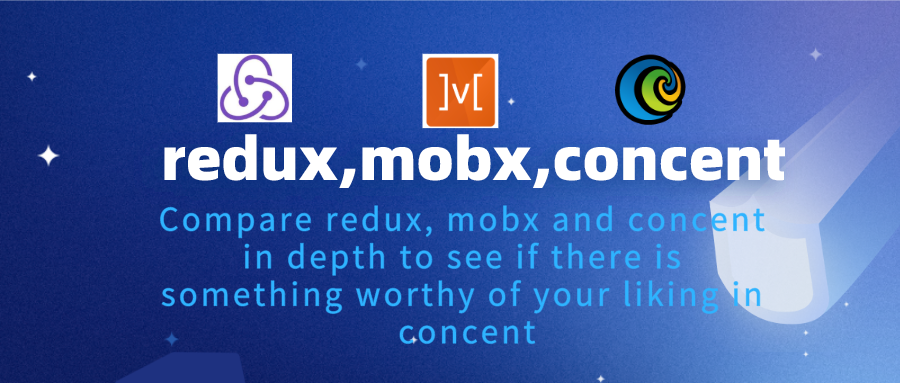 ]v[
redux,mobx,concent
Compare redux, mobx and concent
in depth to see if there is
something worthy of your liking in
concent